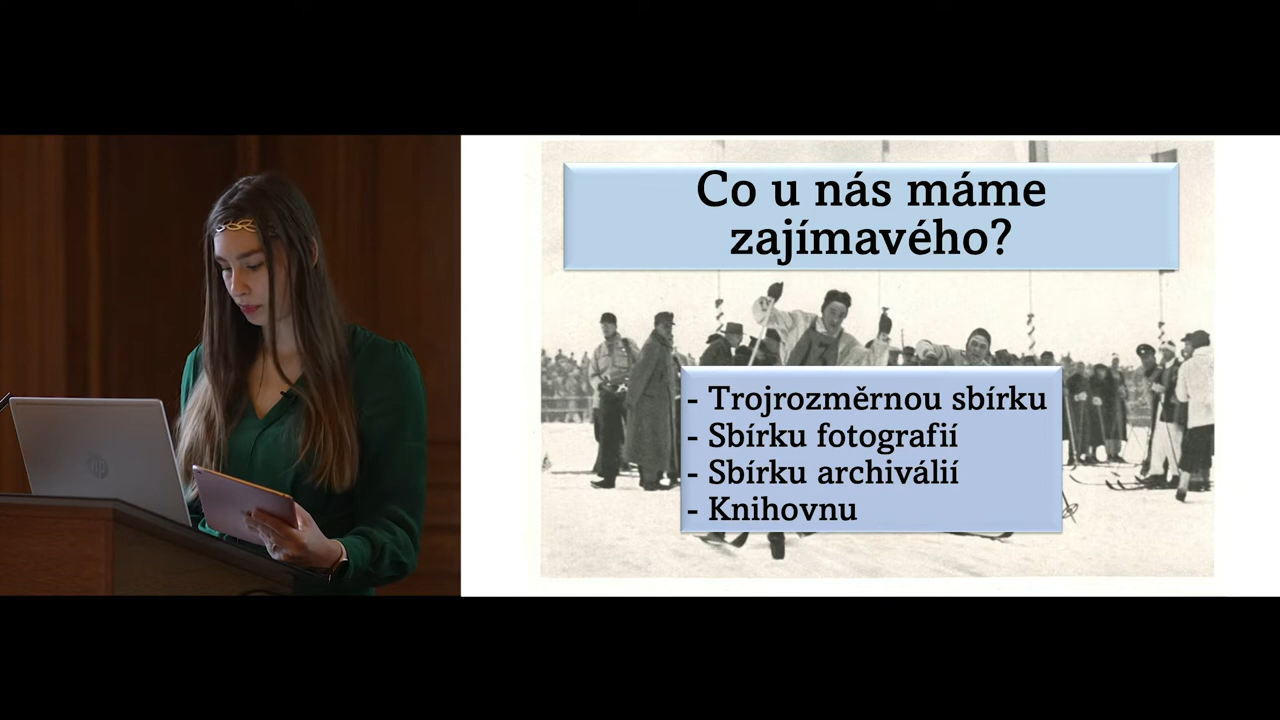 Co u nás máme
zajímavého?
- Trojrozměrnou sbírku
- Sbírku fotografií
- Sbírku archiválií
- Knihovnu